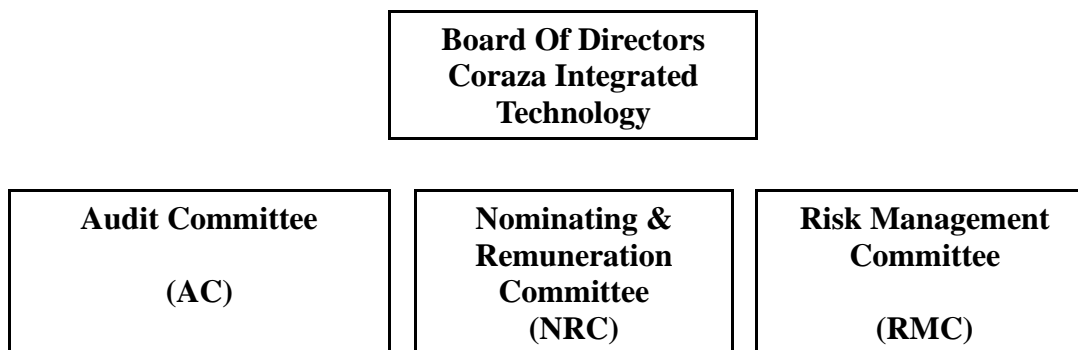 Board Of Directors
Coraza Integrated
Technology
Audit Committee
(AC)
Nominating &
Remuneration
Committee
(NRC)
Risk Management
Committee
(RMC)